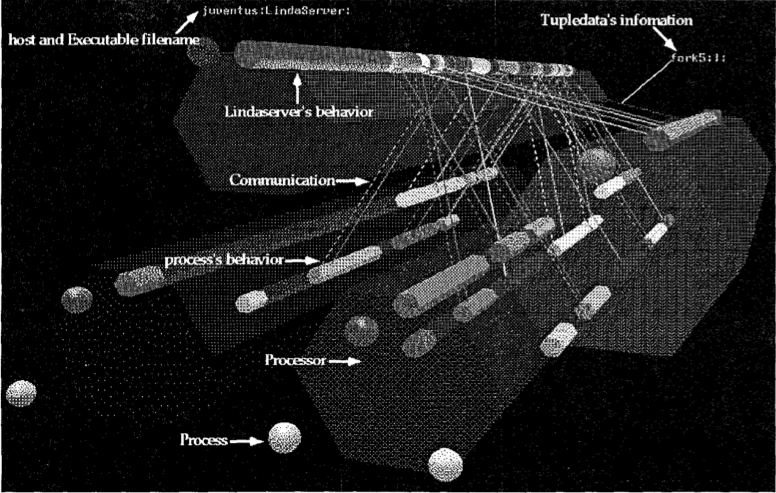 juventus:LindaServer:
Tupledata's infomation
host and Executable filename
fork5:1:
Lindaserver's behavior
Communication
process's behavior
Processor
Process